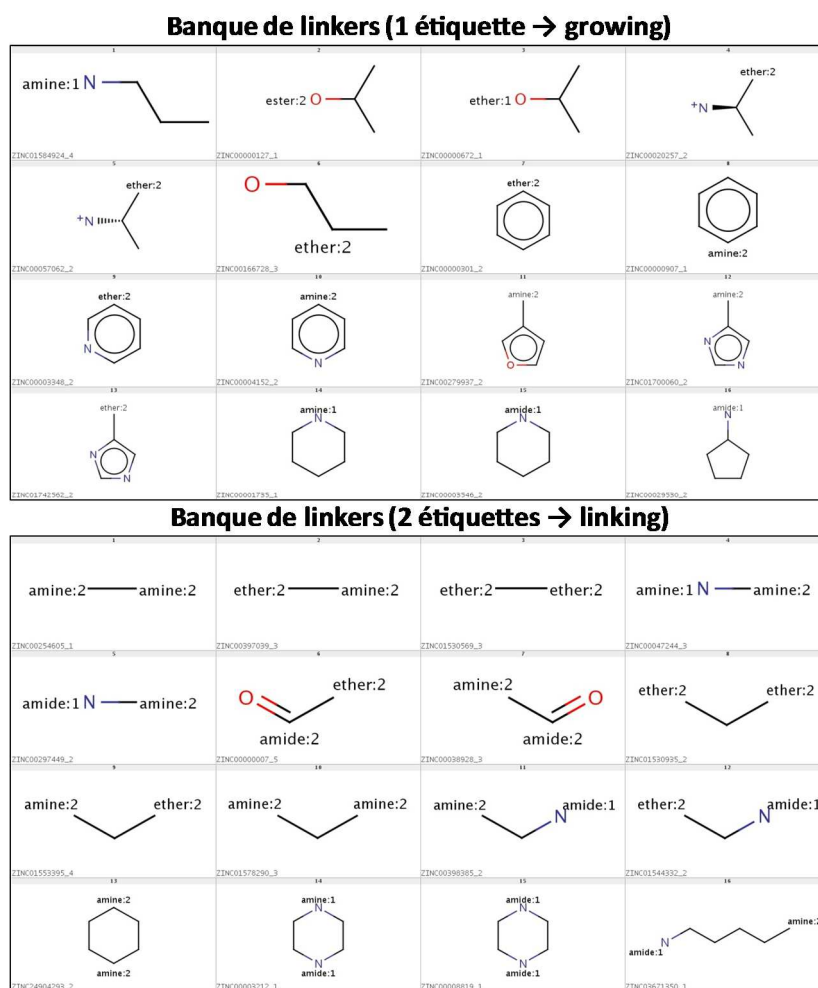 Banque de linkers (1 étiquette → growing)
1 2 3 4
amine:1 N
ester:2 O
ether:1 O
ether:2
+N
ZINC01584924_4 ZINC00000127_1 ZINC00000672_1 ZINC00020257_2
5 6 7 8
ether:2
+N
O
ether:2
ether:2
amine:2
ZINC00057062_2 ZINC00166728_3 ZINC00000301_2 ZINC00000907_1
9 10 11 12
ether:2 amine:2 amine:2 amine:2
N N O N N
ZINC00003348_2 ZINC00004152_2 ZINC00279937_2 ZINC01700060_2
13 14 15 16
ether:2 amine:1 amide:1 amide:1
N N N N N
ZINC01742362_2 ZINC00001755_1 ZINC00003546_2 ZINC00029530_2
Banque de linkers (2 étiquettes → linking)
1 2 3 4
amine:2 amine:2 ether:2 amine:2 ether:2 ether:2 amine:1 N amine:2
ZINC00254605_1 ZINC00397039_3 ZINC01530569_3 ZINC00047244_3
5 6 7 8
amide:1 N amine:2
O ether:2
amide:2
amine:2 O
amide:2
ether:2 ether:2
ZINC00297449_2 ZINC00000007_5 ZINC00038928_3 ZINC01530935_2
9 10 11 12
amine:2 ether:2
amine:2 amine:2
amine:2 N amide:1
ether:2 N amide:1
ZINC01553395_4 ZINC01578290_3 ZINC00398385_2 ZINC01544332_2
13 14 15 16
amine:2 amine:1 amide:1 amine:2
N N N
N N amide:1
amine:2 amide:1 amide:1
ZINC24904293_2 ZINC00003212_1 ZINC00008819_1 ZINC03671350_1